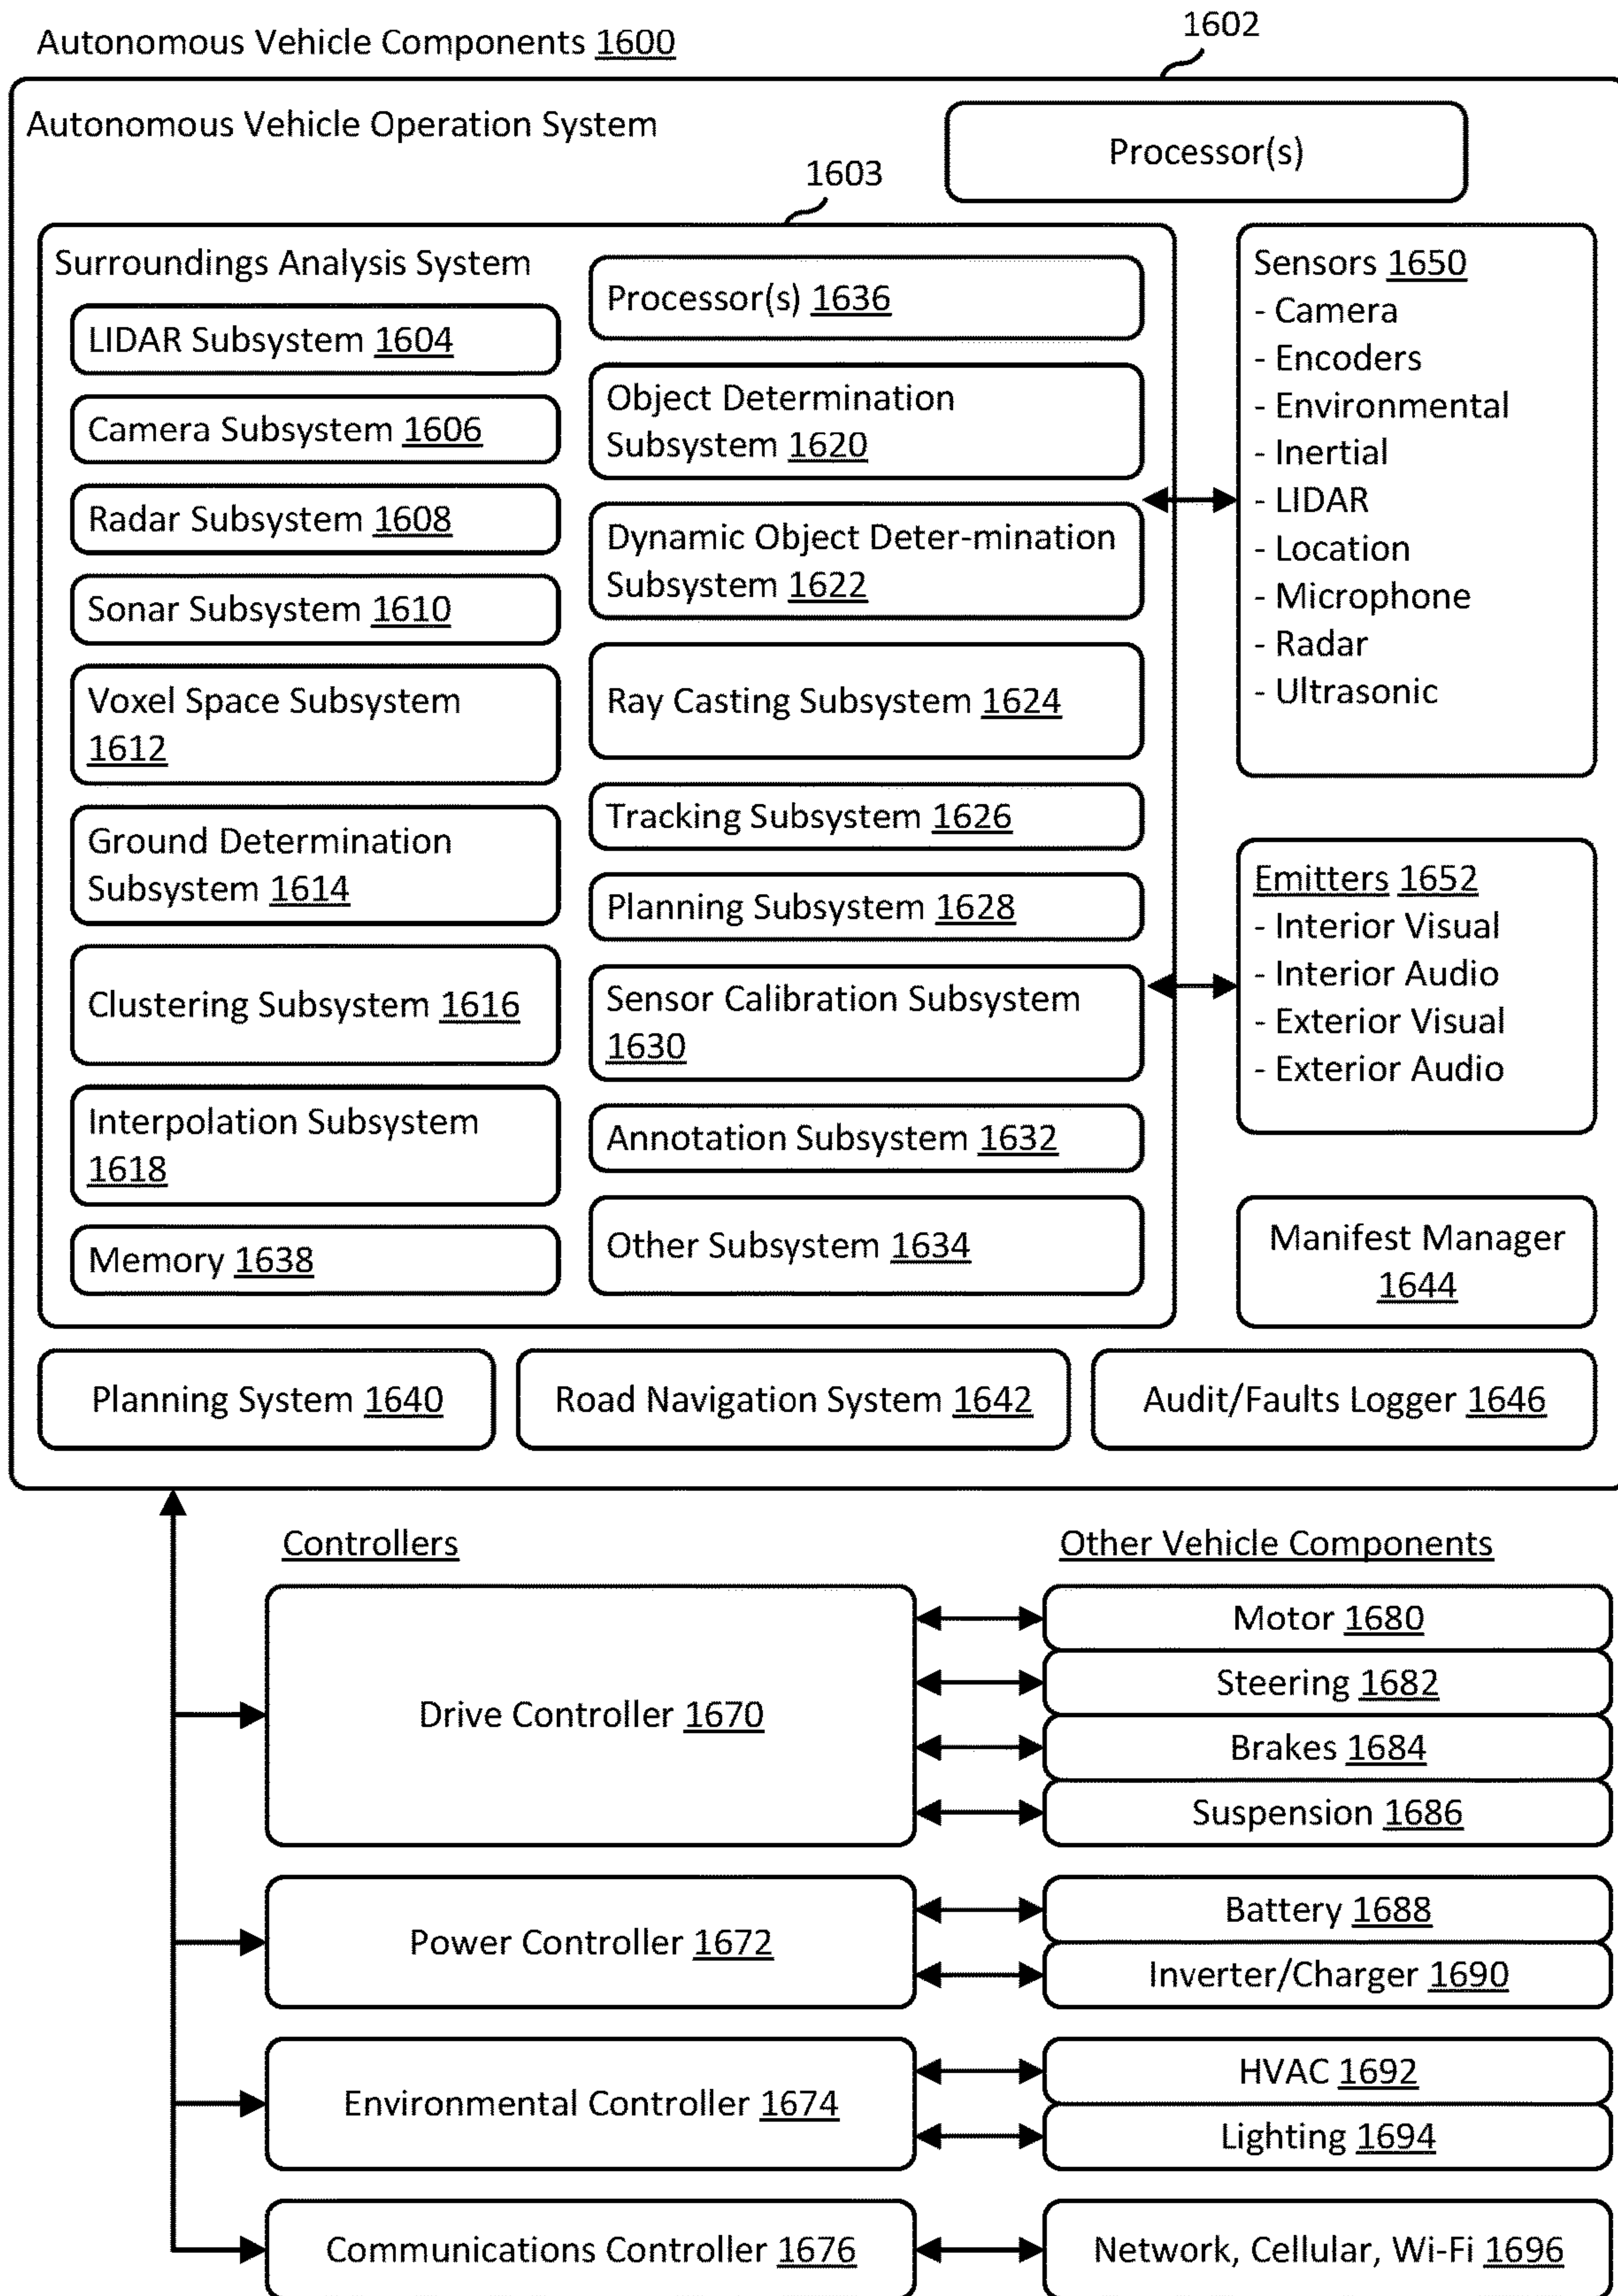 Autonomous Vehicle Components 1600
1602
Autonomous Vehicle Operation System
Processor(s)
1603
Surroundings Analysis System
LIDAR Subsystem 1604
Camera Subsystem 1606
Radar Subsystem 1608
Sonar Subsystem 1610
Voxel Space Subsystem
1612
Ground Determination
Subsystem 1614
Clustering Subsystem 1616
Interpolation Subsystem
1618
Memory 1638
Processor(s) 1636
Object Determination
Subsystem 1620
Dynamic Object Deter-mination
Subsystem 1622
Ray Casting Subsystem 1624
Tracking Subsystem 1626
Planning Subsystem 1628
Sensor Calibration Subsystem
1630
Annotation Subsystem 1632
Other Subsystem 1634
Sensors 1650
- Camera
- Encoders
- Environmental
- Inertial
- LIDAR
- Location
- Microphone
- Radar
- Ultrasonic
Emitters 1652
- Interior Visual
- Interior Audio
- Exterior Visual
- Exterior Audio
Manifest Manager
1644
Planning System 1640
Road Navigation System 1642
Audit/Faults Logger 1646
Controllers
Other Vehicle Components
Drive Controller 1670
Motor 1680
Steering 1682
Brakes 1684
Suspension 1686
Power Controller 1672
Battery 1688
Inverter/Charger 1690
Environmental Controller 1674
HVAC 1692
Lighting 1694
Communications Controller 1676
Network, Cellular, Wi-Fi 1696